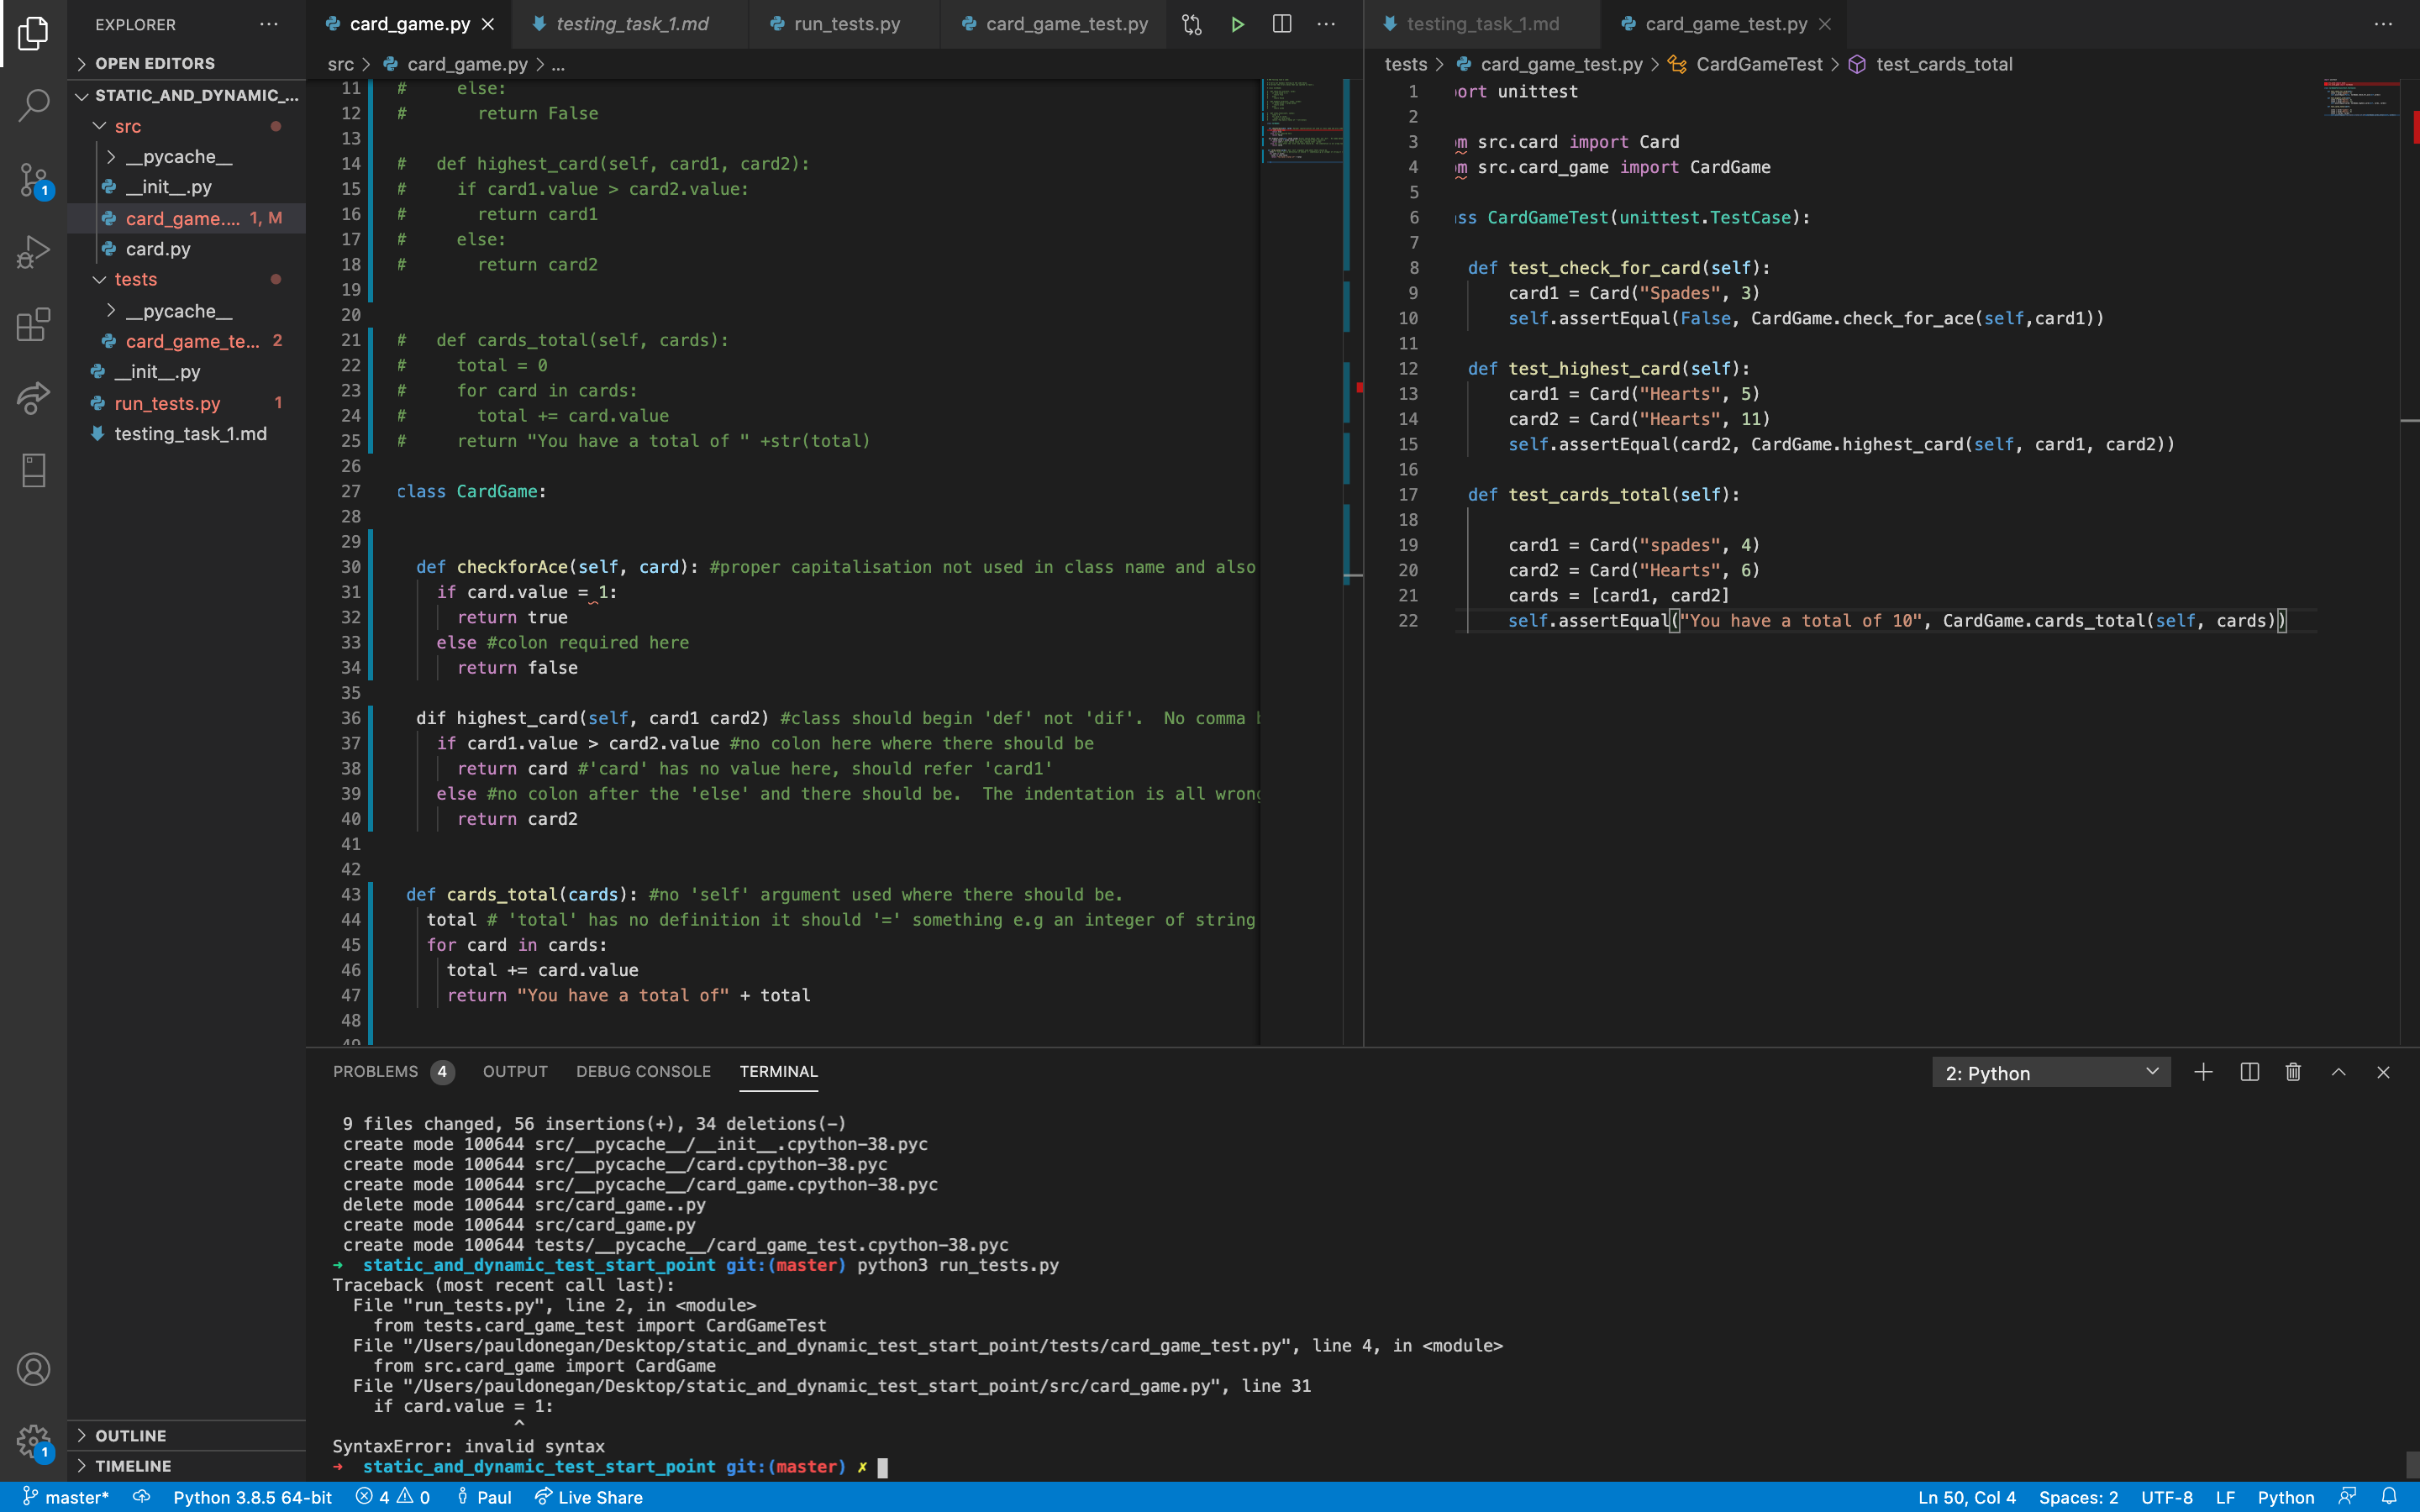 EXPLORER
OPEN EDITORS
STATIC_AND_DYNAMIC_...
src
__pycache__
__init__.py
card_game.... 1, M
card.py
tests
__pycache__
card_game_te... 2
__init__.py
run_tests.py 1
testing_task_1.md
OUTLINE
TIMELINE
1
1
card_game.py testing_task_1.md run_tests.py card_game_test.py
src > card_game.py > ...
11 # else:
12 # return False
13
14 # def highest_card(self, card1, card2):
15 # if card1.value > card2.value:
16 # return card1
17 # else:
18 # return card2
19
20
21 # def cards_total(self, cards):
22 # total = 0
23 # for card in cards:
24 # total += card.value
25 # return "You have a total of " +str(total)
26
27 class CardGame:
28
29
30 def checkforAce(self, card): #proper capitalisation not used in class name and also
31 if card.value = 1:
32 return true
33 else #colon required here
34 return false
35
36 dif highest_card(self, card1 card2) #class should begin 'def' not 'dif'.  No comma
37 if card1.value > card2.value #no colon here where there should be
38 return card #'card' has no value here, should refer 'card1'
39 else #no colon after the 'else' and there should be.  The indentation is all wrong
40 return card2
41
42
43 def cards_total(cards): #no 'self' argument used where there should be.
44 total # 'total' has no definition it should '=' something e.g an integer of string
45 for card in cards:
46 total += card.value
47 return "You have a total of" + total
48
49
testing_task_1.md card_game_test.py
tests > card_game_test.py > CardGameTest > test_cards_total
1 ort unittest
2
3 m src.card import Card
4 m src.card_game import CardGame
5
6 ss CardGameTest(unittest.TestCase):
7
8 def test_check_for_card(self):
9 card1 = Card("Spades", 3)
10 self.assertEqual(False, CardGame.check_for_ace(self,card1))
11
12 def test_highest_card(self):
13 card1 = Card("Hearts", 5)
14 card2 = Card("Hearts", 11)
15 self.assertEqual(card2, CardGame.highest_card(self, card1, card2))
16
17 def test_cards_total(self):
18
19 card1 = Card("spades", 4)
20 card2 = Card("Hearts", 6)
21 cards = [card1, card2]
22 self.assertEqual("You have a total of 10", CardGame.cards_total(self, cards))
PROBLEMS 4 OUTPUT DEBUG CONSOLE TERMINAL 2: Python
9 files changed, 56 insertions(+), 34 deletions(-)
create mode 100644 src/__pycache__/__init__.cpython-38.pyc
create mode 100644 src/__pycache__/card.cpython-38.pyc
create mode 100644 src/__pycache__/card_game.cpython-38.pyc
delete mode 100644 src/card_game..py
create mode 100644 src/card_game.py
create mode 100644 tests/__pycache__/card_game_test.cpython-38.pyc
→ static_and_dynamic_test_start_point git:(master) python3 run_tests.py
Traceback (most recent call last):
File "run_tests.py", line 2, in <module>
from tests.card_game_test import CardGameTest
File "/Users/pauldonegan/Desktop/static_and_dynamic_test_start_point/tests/card_game_test.py", line 4, in <module>
from src.card_game import CardGame
File "/Users/pauldonegan/Desktop/static_and_dynamic_test_start_point/src/card_game.py", line 31
if card.value = 1:
^
SyntaxError: invalid syntax
→ static_and_dynamic_test_start_point git:(master) ✗
master* Python 3.8.5 64-bit 4 0 Paul Live Share Ln 50, Col 4 Spaces: 2 UTF-8 LF Python